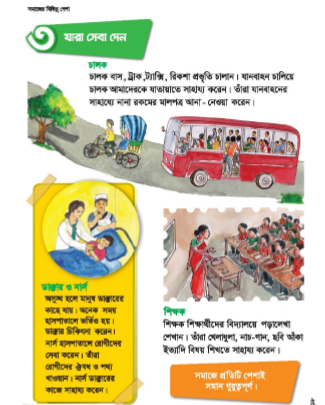 সমাজের বিভিন্ন পেশা
৩ যারা সেবা দেন
চালক
চালক বাস, ট্রাক, ট্যাক্সি, রিকশা প্রভৃতি চালান। যানবাহন চালিয়ে
চালক আমাদেরকে যাতায়াতে সাহায্য করেন। তাঁরা যানবাহনের
সাহায্যে নানা রকমের মালপত্র আনা-নেওয়া করেন।
ডাক্তার ও নার্স
অসুস্থ হলে মানুষ ডাক্তারের
কাছে যায়। অনেক সময়
হাসপাতালে ভর্তিও হয়।
ডাক্তার চিকিৎসা করেন।
নার্স হাসপাতালে রোগীদের
সেবা করেন। তাঁরা
রোগীদের ঔষধ ও পথ্য
খাওয়ান। নার্স ডাক্তারের
কাজে সাহায্য করেন।
শিক্ষক
শিক্ষক শিক্ষার্থীদের বিদ্যালয়ে পড়ালেখা
শেখান। তাঁরা খেলাধুলা, নাচ-গান, ছবি আঁকা
ইত্যাদি বিষয় শিখতে সাহায্য করেন।
সমাজে প্রতিটি পেশাই
সমান গুরুত্বপূর্ণ।